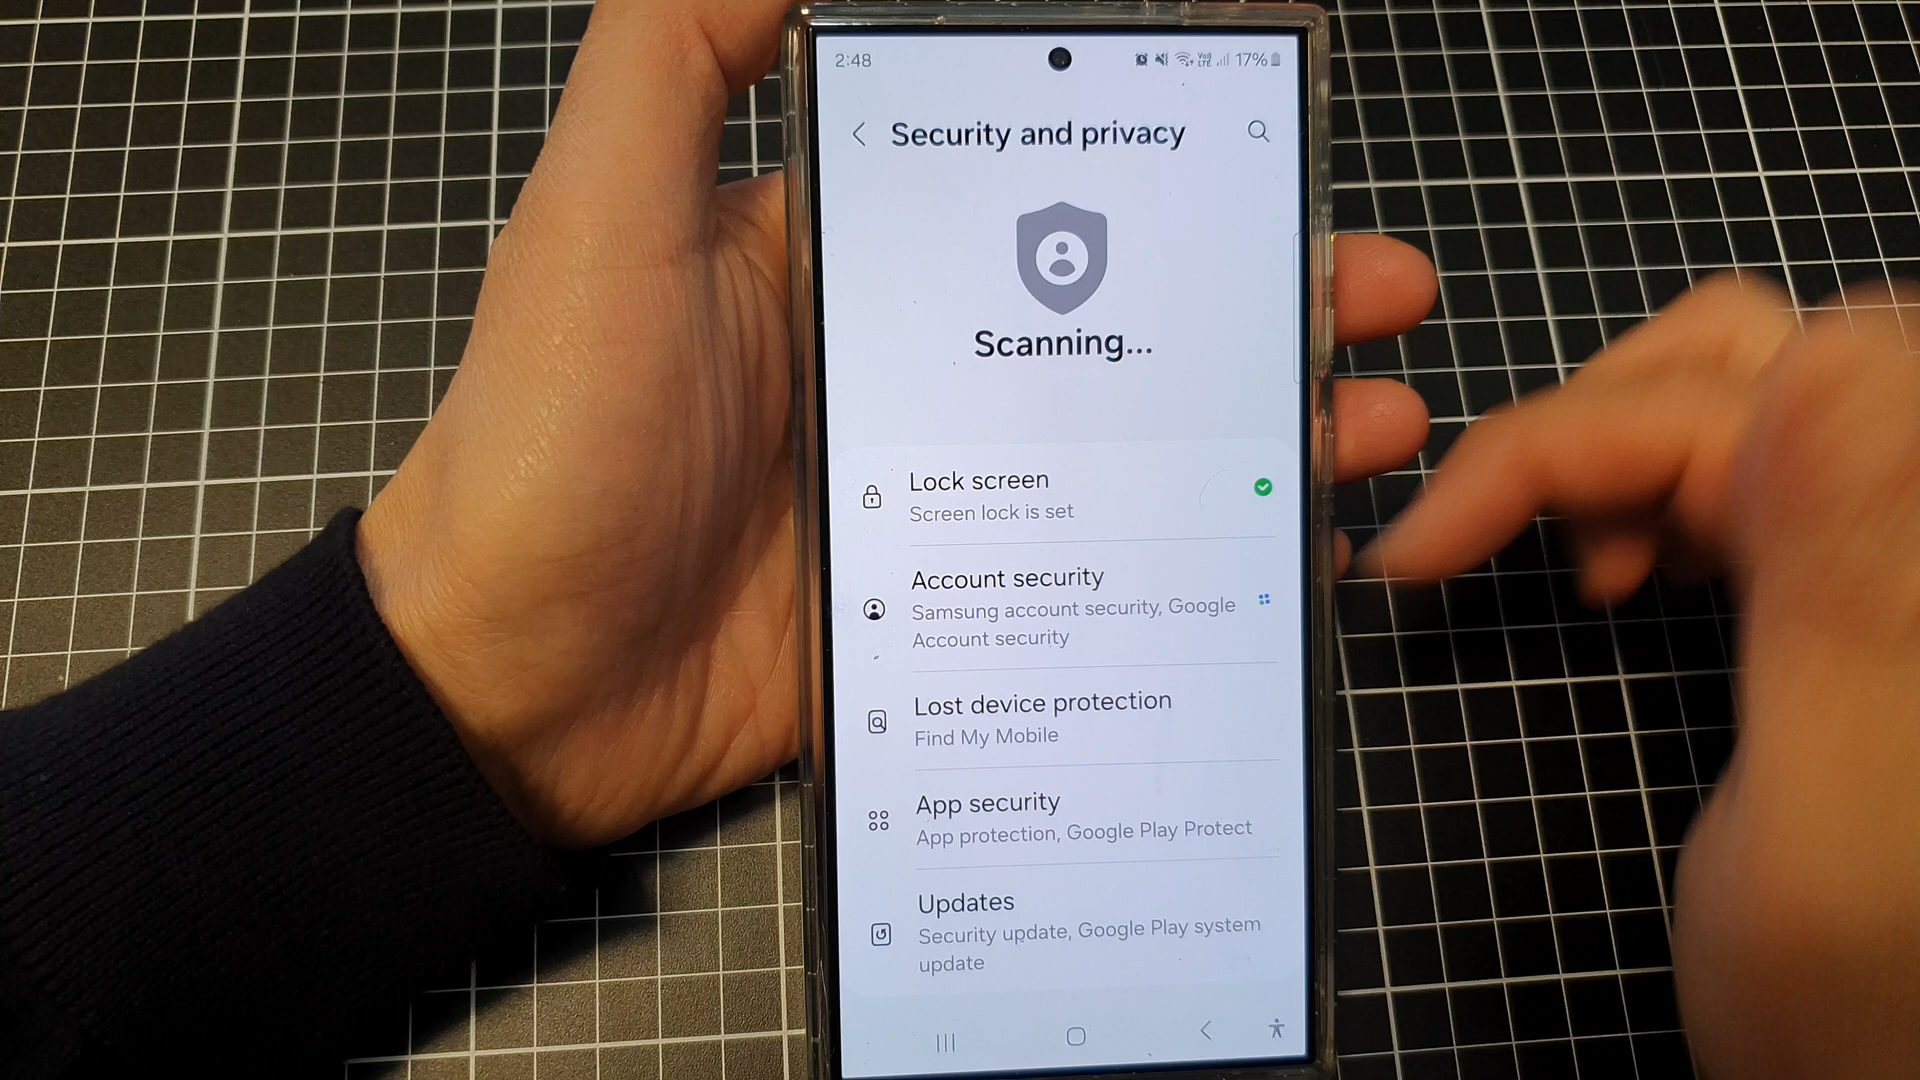 2:48
Vo)) LTE 17%
Security and privacy
Scanning...
Lock screen
Screen lock is set
Account security
Samsung account security, Google
Account security
Lost device protection
Find My Mobile
App security
App protection, Google Play Protect
Updates
Security update, Google Play system
update